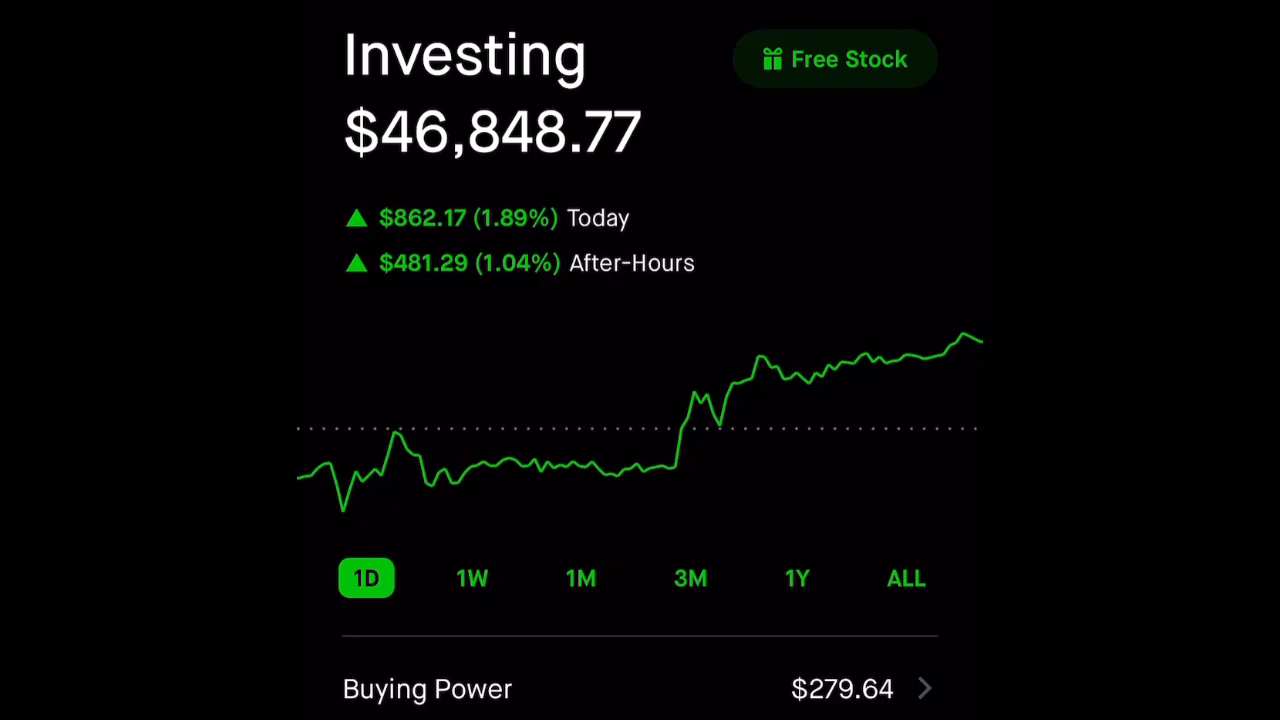 Investing
Free Stock
$46,848.77
▲ $862.17 (1.89%) Today
▲ $481.29 (1.04%) After-Hours
1D 1W 1M 3M 1Y ALL
Buying Power $279.64